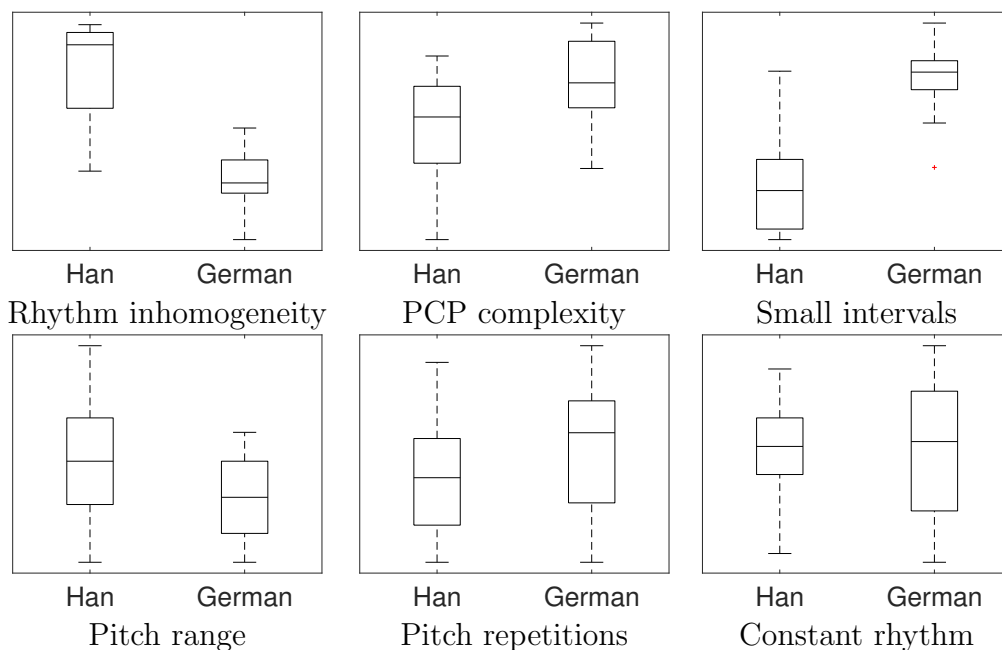 Han German Han German Han German
Rhythm inhomogeneity PCP complexity Small intervals
Han German Han German Han German
Pitch range Pitch repetitions Constant rhythm